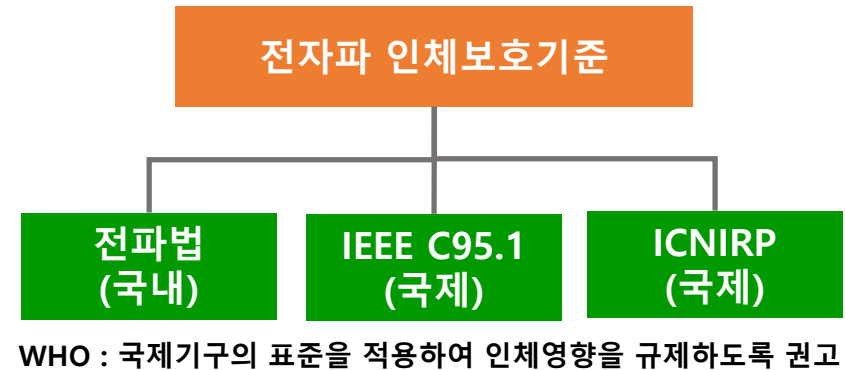 전자파 인체보호기준
전파법
(국내)
IEEE C95.1
(국제)
ICNIRP
(국제)
WHO : 국제기구의 표준을 적용하여 인체영향을 규제하도록 권고